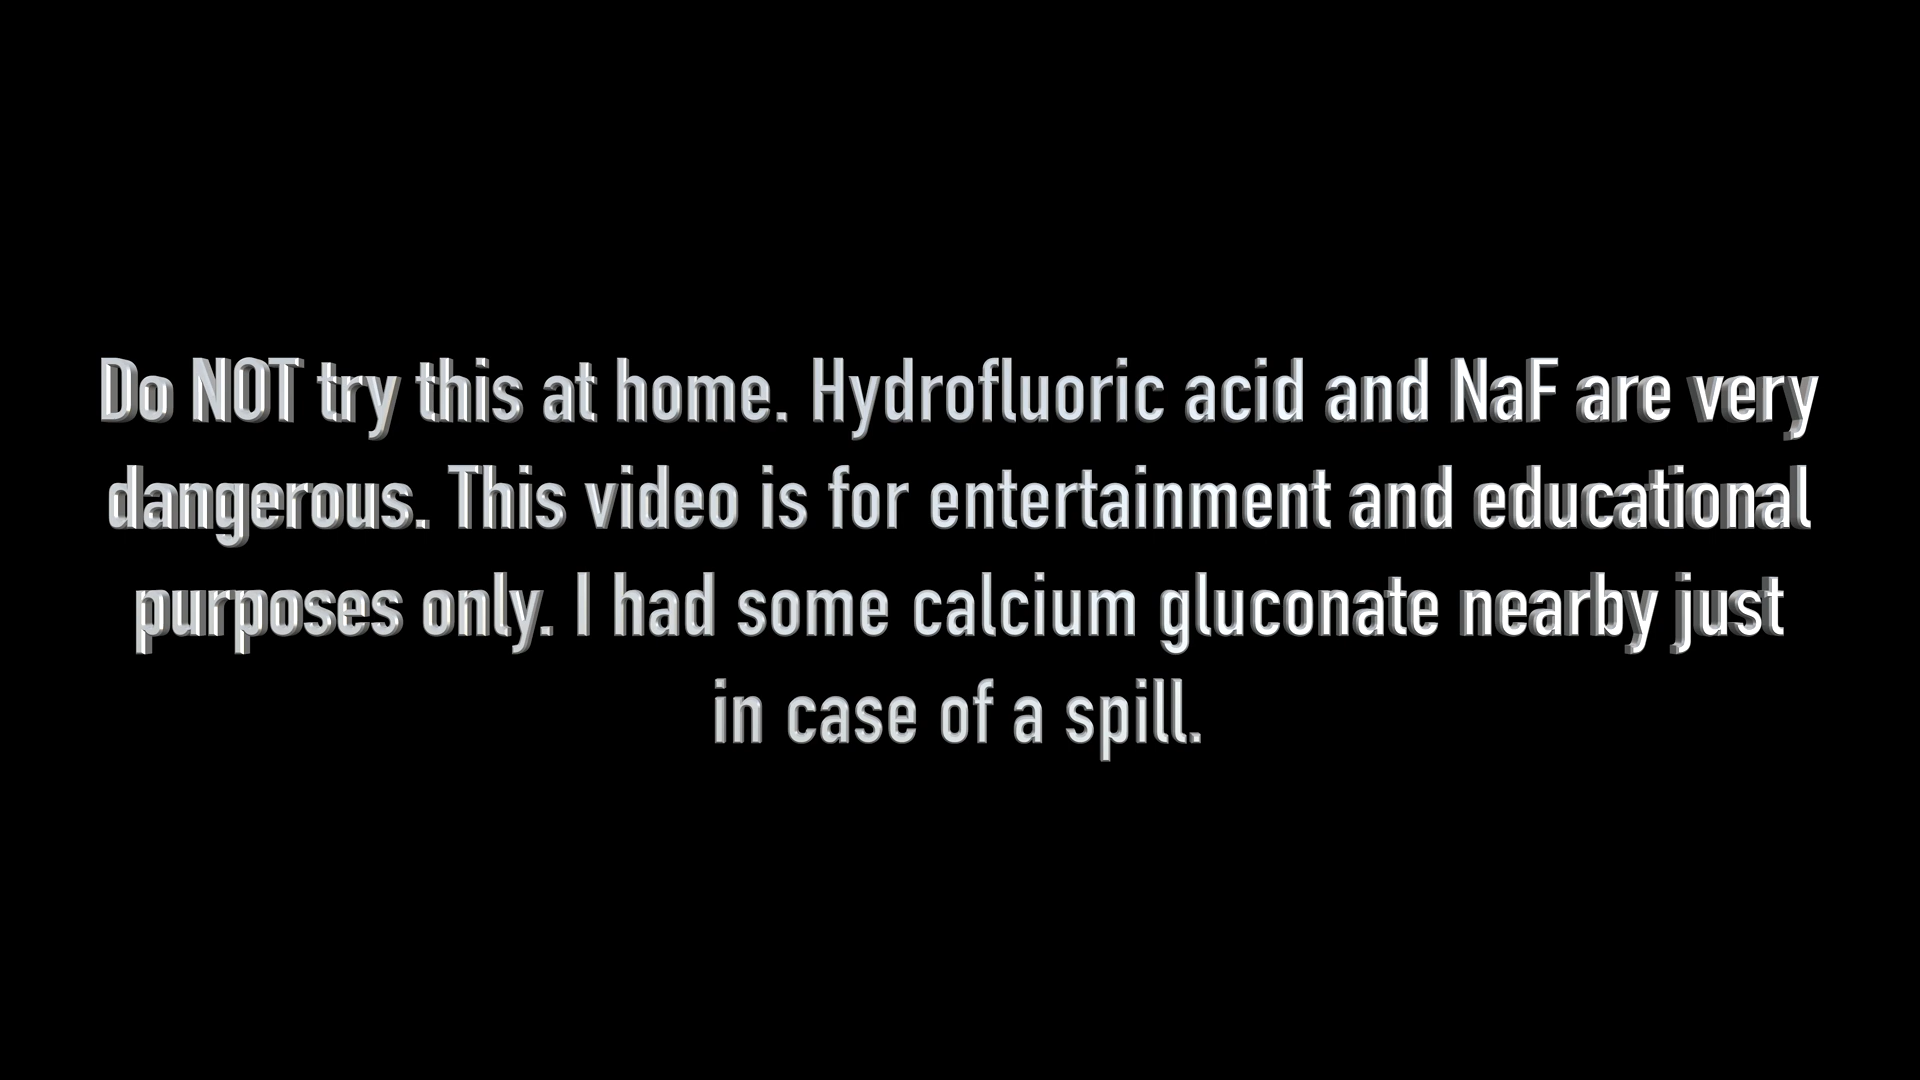 Do NOT try this at home. Hydrofluoric acid and NaF are very
dangerous. This video is for entertainment and educational
purposes only. I had some calcium gluconate nearby just
in case of a spill.